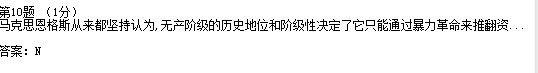 第10题 (1分)
马克思恩格斯从来都坚持认为,无产阶级的历史地位和阶级性决定了它只能通过暴力革命来推翻资...
答案: N